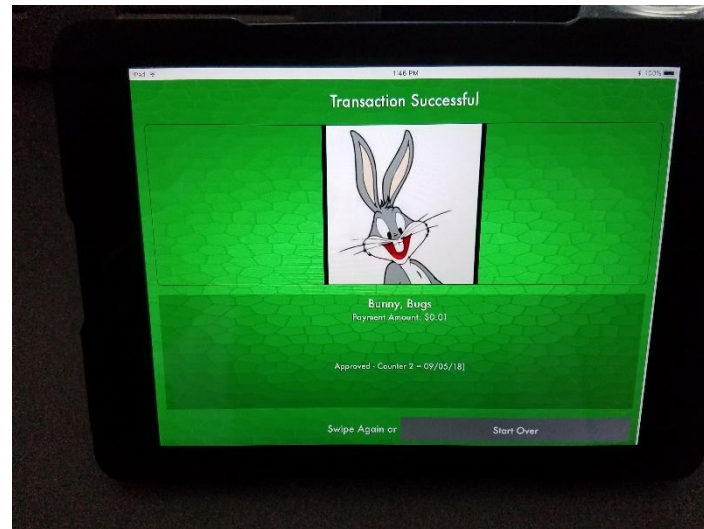 iPad
1:46 PM
100%
Transaction Successful
Bunny, Bugs
Payment Amount: $0.01
Approved - Counter 2 - 09/05/18)
Swipe Again or
Start Over